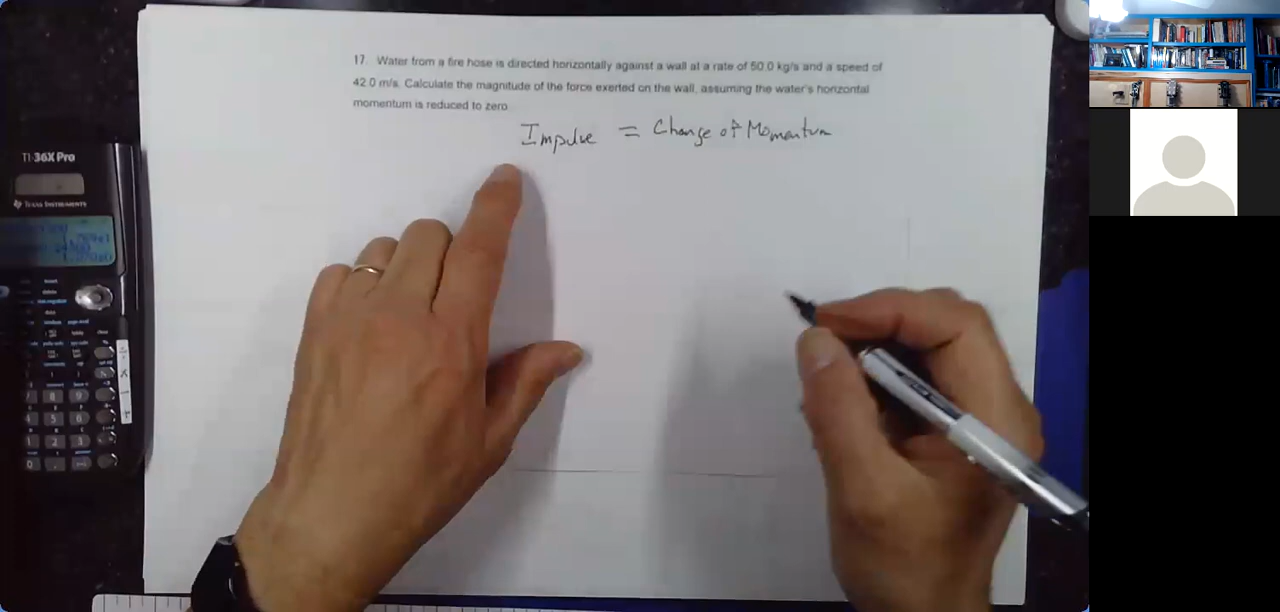 17. Water from a fire hose is directed horizontally against a wall at a rate of 50.0 kg/s and a speed of
42.0 m/s. Calculate the magnitude of the force exerted on the wall, assuming the water's horizontal
momentum is reduced to zero.
Impulse = Change of Momentum
TI-36X Pro
TEXAS INSTRUMENTS